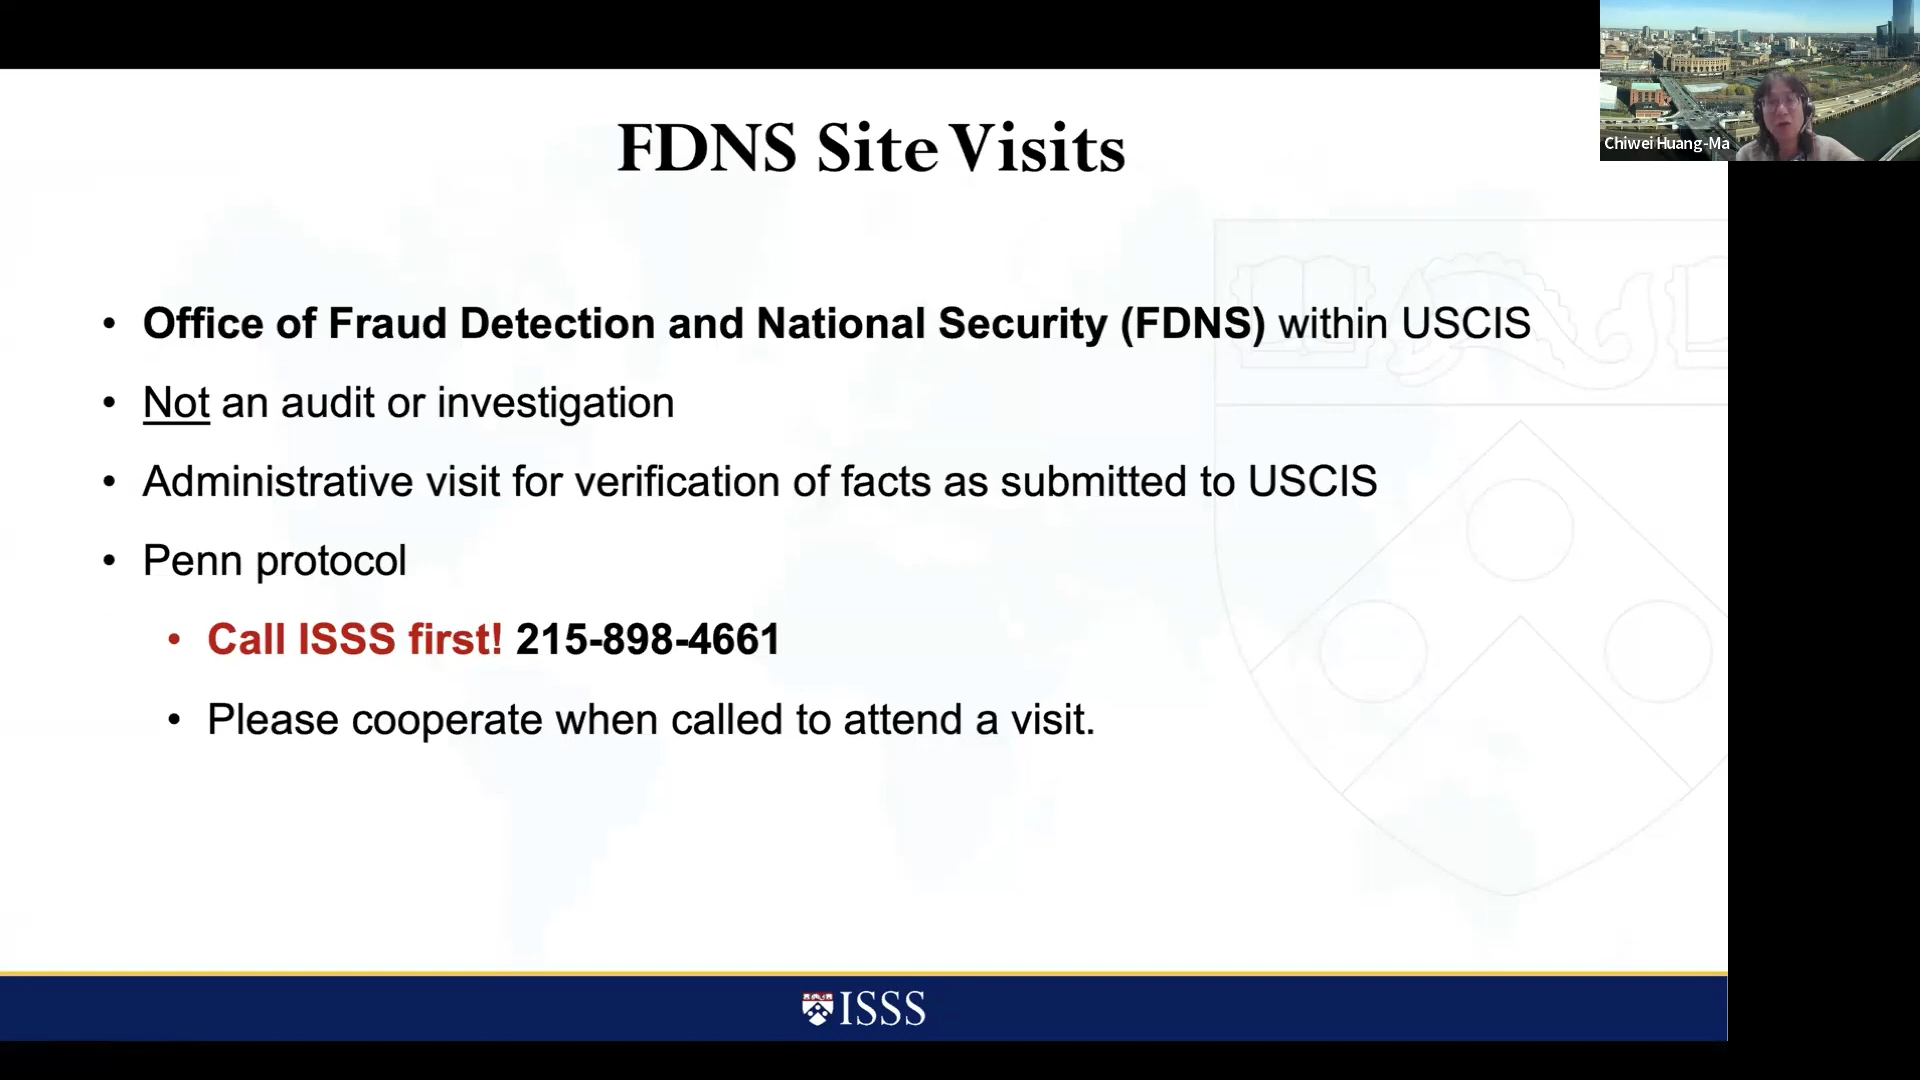 FDNS Site Visits
Chiwei Huang-Ma
• Office of Fraud Detection and National Security (FDNS) within USCIS
• Not an audit or investigation
• Administrative visit for verification of facts as submitted to USCIS
• Penn protocol
• Call ISSS first! 215-898-4661
• Please cooperate when called to attend a visit.
ISSS